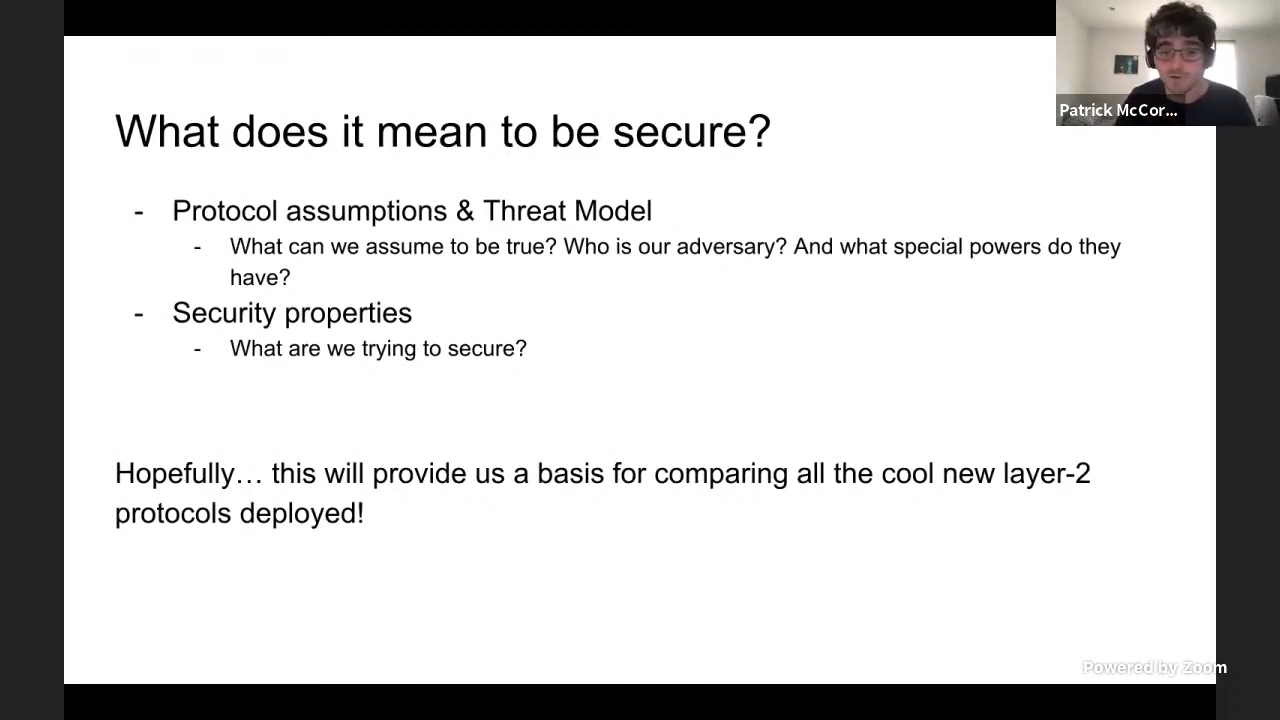 What does it mean to be secure?
Patrick McCor...
- Protocol assumptions & Threat Model
- What can we assume to be true? Who is our adversary? And what special powers do they
have?
- Security properties
- What are we trying to secure?
Hopefully… this will provide us a basis for comparing all the cool new layer-2
protocols deployed!
Powered by Zoom